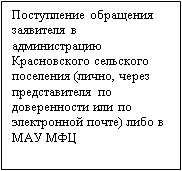 Поступление обращения
заявителя в
администрацию
Красновского сельского
поселения (лично, через
представителя по
доверенности или по
электронной почте) либо в
МАУ МФЦ